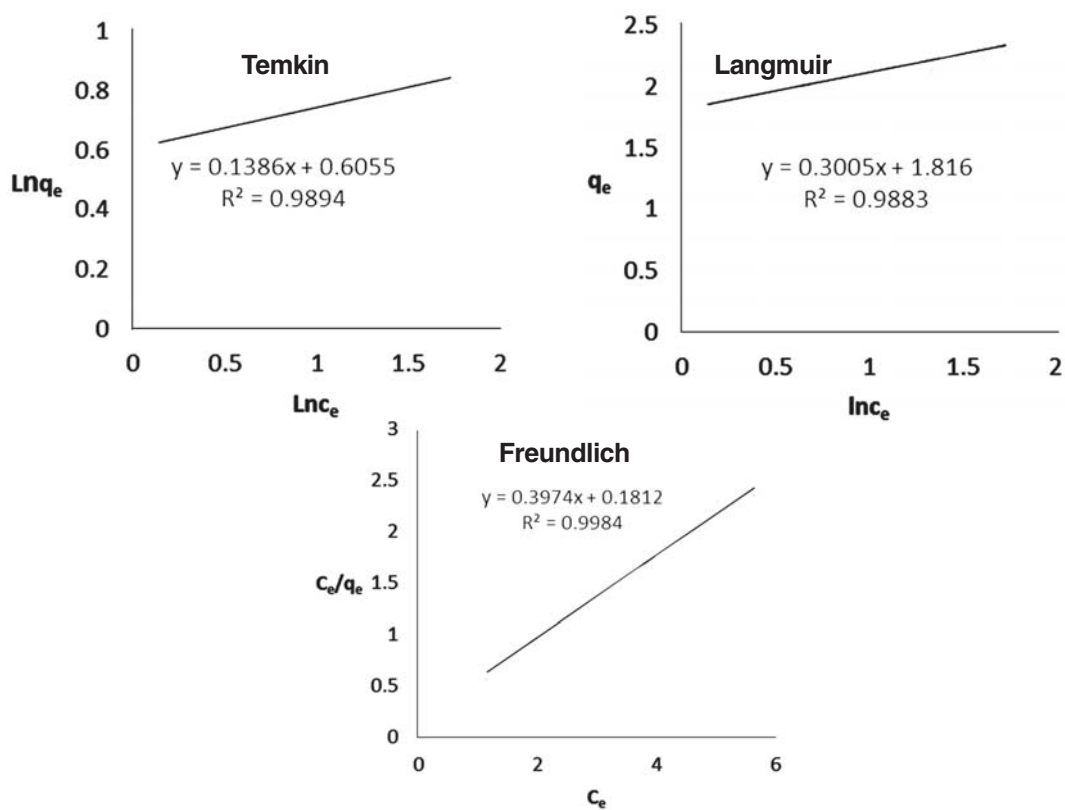 Temkin
1
0.8
0.6
0.4
0.2
0
Lnqₑ
y = 0.1386x + 0.6055
R² = 0.9894
0 0.5 1 1.5 2
Lncₑ
Langmuir
2.5
2
1.5
1
0.5
0
qₑ
y = 0.3005x + 1.816
R² = 0.9883
0 0.5 1 1.5 2
lncₑ
Freundlich
3
2.5
2
1.5
1
0.5
0
y = 0.3974x + 0.1812
R² = 0.9984
Cₑ/qₑ
0 2 4 6
Cₑ